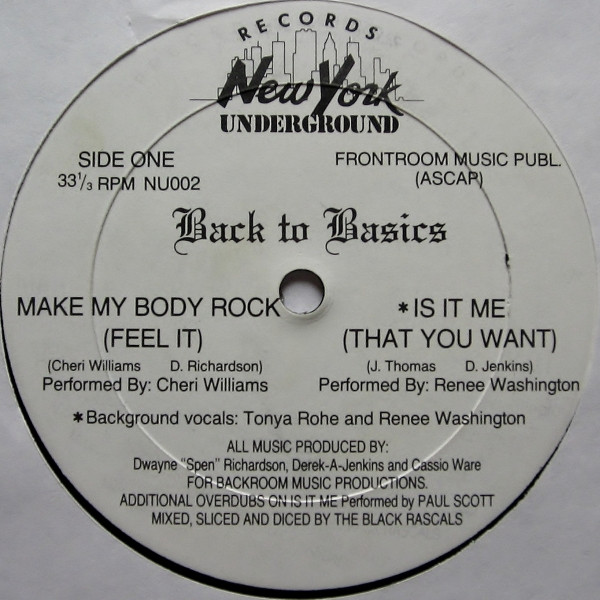 RECORDS
New York
UNDERGROUND
SIDE ONE
33 1/3 RPM NU002
FRONTROOM MUSIC PUBL.
(ASCAP)
Back to Basics
MAKE MY BODY ROCK
(FEEL IT)
(Cheri Williams D. Richardson)
Performed By: Cheri Williams
*IS IT ME
(THAT YOU WANT)
(J. Thomas D. Jenkins)
Performed By: Renee Washington
*Background vocals: Tonya Rohe and Renee Washington
ALL MUSIC PRODUCED BY:
Dwayne "Spen" Richardson, Derek-A-Jenkins and Cassio Ware
FOR BACKROOM MUSIC PRODUCTIONS.
ADDITIONAL OVERDUBS ON IS IT ME Performed by PAUL SCOTT
MIXED, SLICED AND DICED BY THE BLACK RASCALS